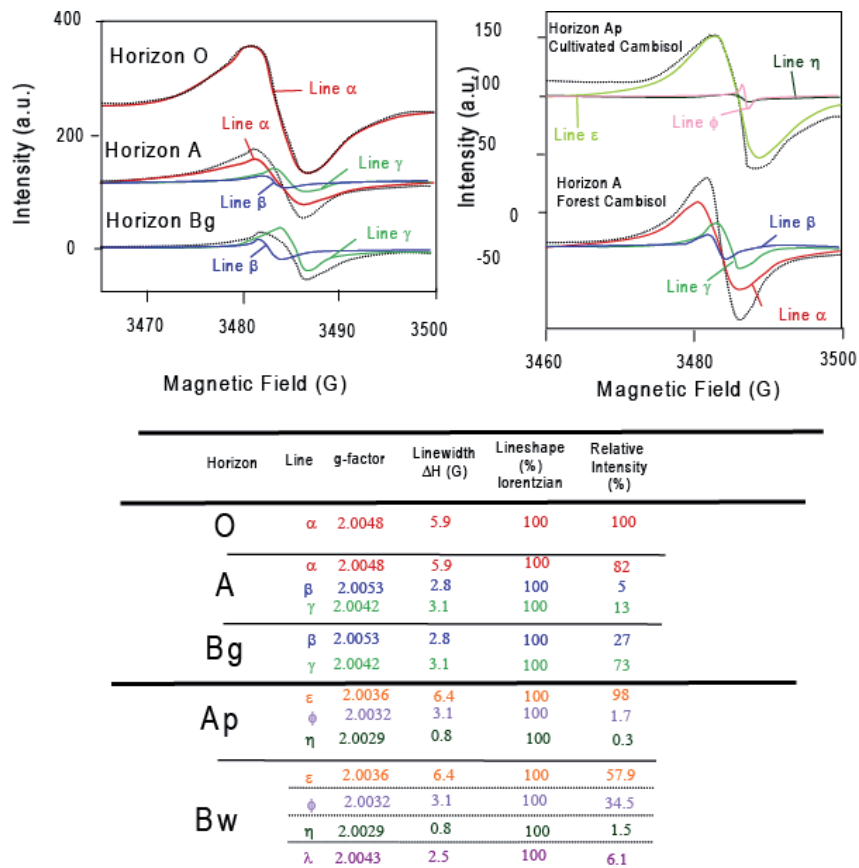 400
Horizon O
Line α
200
Line α
Horizon A
Line γ
Line β
Horizon Bg
Line γ
0
Line β
Intensity (a.u.)
3470 3480 3490 3500
Magnetic Field (G)
Horizon Ap
Cultivated Cambisol
150
Line η
100
Line ϕ
Line ε
50
Horizon A
Forest Cambisol
0
Line β
-50
Line γ
Line α
Intensity (a.u.)
3460 3480 3500
Magnetic Field (G)
Horizon Line g-factor Linewidth ΔH (G) Lineshape (%) lorentzian Relative Intensity (%)
O α 2.0048 5.9 100 100
α 2.0048 5.9 100 82
A β 2.0053 2.8 100 5
γ 2.0042 3.1 100 13
Bg β 2.0053 2.8 100 27
γ 2.0042 3.1 100 73
ε 2.0036 6.4 100 98
Ap ϕ 2.0032 3.1 100 1.7
η 2.0029 0.8 100 0.3
ε 2.0036 6.4 100 57.9
ϕ 2.0032 3.1 100 34.5
Bw η 2.0029 0.8 100 1.5
λ 2.0043 2.5 100 6.1